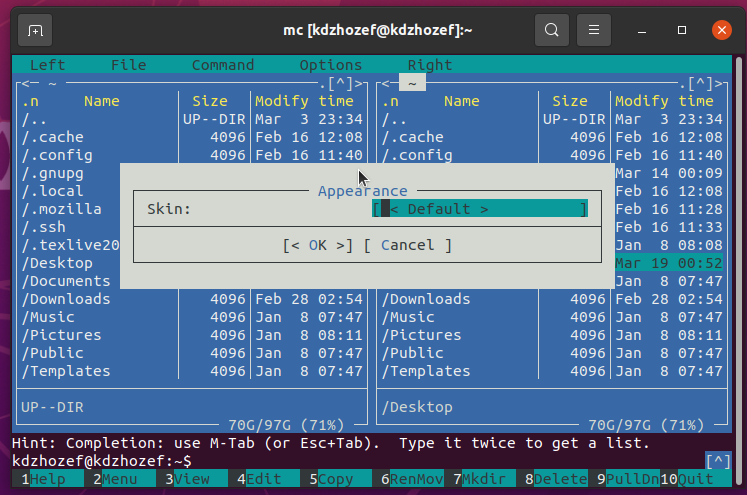 mc [kdzhozef@kdzhozef]:~
Left File Command Options Right
<─ ~ .[^]> <─ ~ .[^]>
.n Name Size Modify time .n Name Size Modify time
/.. UP--DIR Mar 3 23:34 /.. UP--DIR Mar 3 23:34
/.cache 4096 Feb 16 12:08 /.cache 4096 Feb 16 12:08
/.config 4096 Feb 16 11:40 /.config 4096 Feb 16 11:40
/.gnupg Mar 14 00:09
/.local Appearance Feb 16 12:08
/.mozilla Skin: [ < Default > ] Feb 16 11:28
/.ssh Feb 16 11:33
/.texlive20 [< OK >] [ Cancel ] Jan 8 08:08
/Desktop Mar 19 00:52
/Documents Jan 8 07:47
/Downloads 4096 Feb 28 02:54 /Downloads 4096 Feb 28 02:54
/Music 4096 Jan 8 07:47 /Music 4096 Jan 8 07:47
/Pictures 4096 Jan 8 08:11 /Pictures 4096 Jan 8 08:11
/Public 4096 Jan 8 07:47 /Public 4096 Jan 8 07:47
/Templates 4096 Jan 8 07:47 /Templates 4096 Jan 8 07:47
UP--DIR /Desktop
70G/97G (71%) 70G/97G (71%)
Hint: Completion: use M-Tab (or Esc+Tab). Type it twice to get a list.
kdzhozef@kdzhozef:~$ [^]
1Help 2Menu 3View 4Edit 5Copy 6RenMov 7Mkdir 8Delete 9PullDn 10Quit